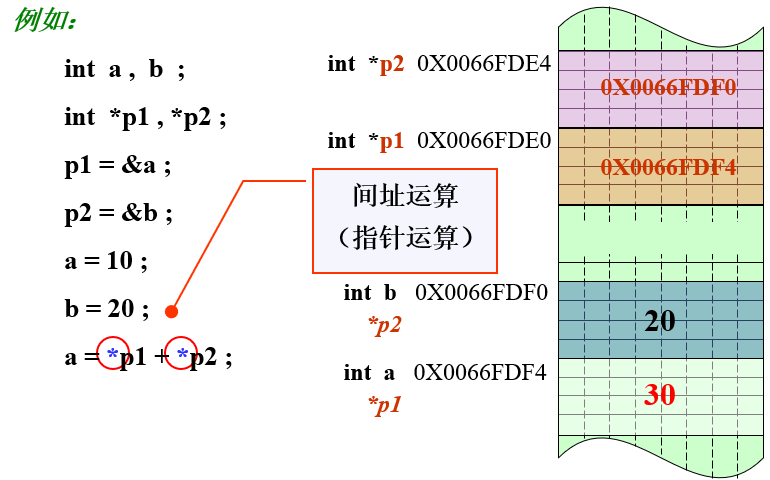 例如：
int a , b ;
int *p1 , *p2 ;
p1 = &a ;
p2 = &b ;
a = 10 ;
b = 20 ;
a = *p1 + *p2 ;
间址运算
（指针运算）
int *p2 0X0066FDE4
0X0066FDF0
int *p1 0X0066FDE0
0X0066FDF4
int b 0X0066FDF0
*p2
20
int a 0X0066FDF4
*p1
30